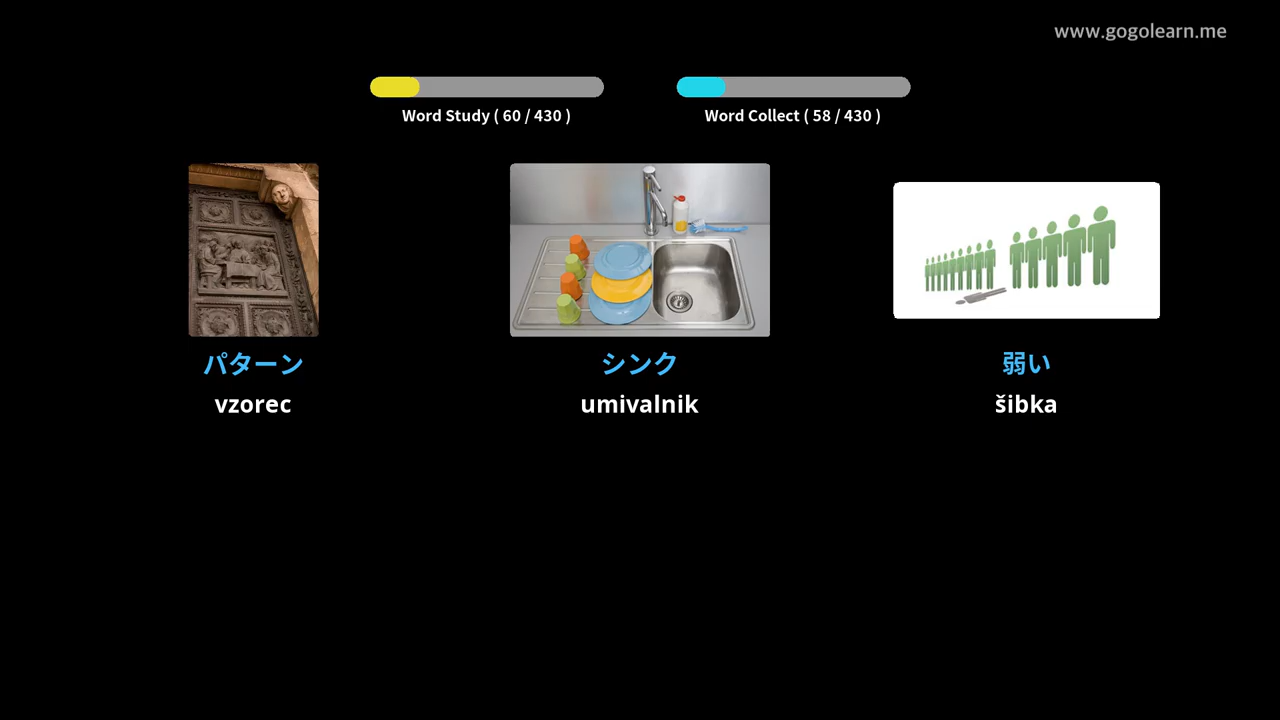 www.gogolearn.me
Word Study ( 60 / 430 )
Word Collect ( 58 / 430 )
パターン
vzorec
シンク
umivalnik
弱い
šibka